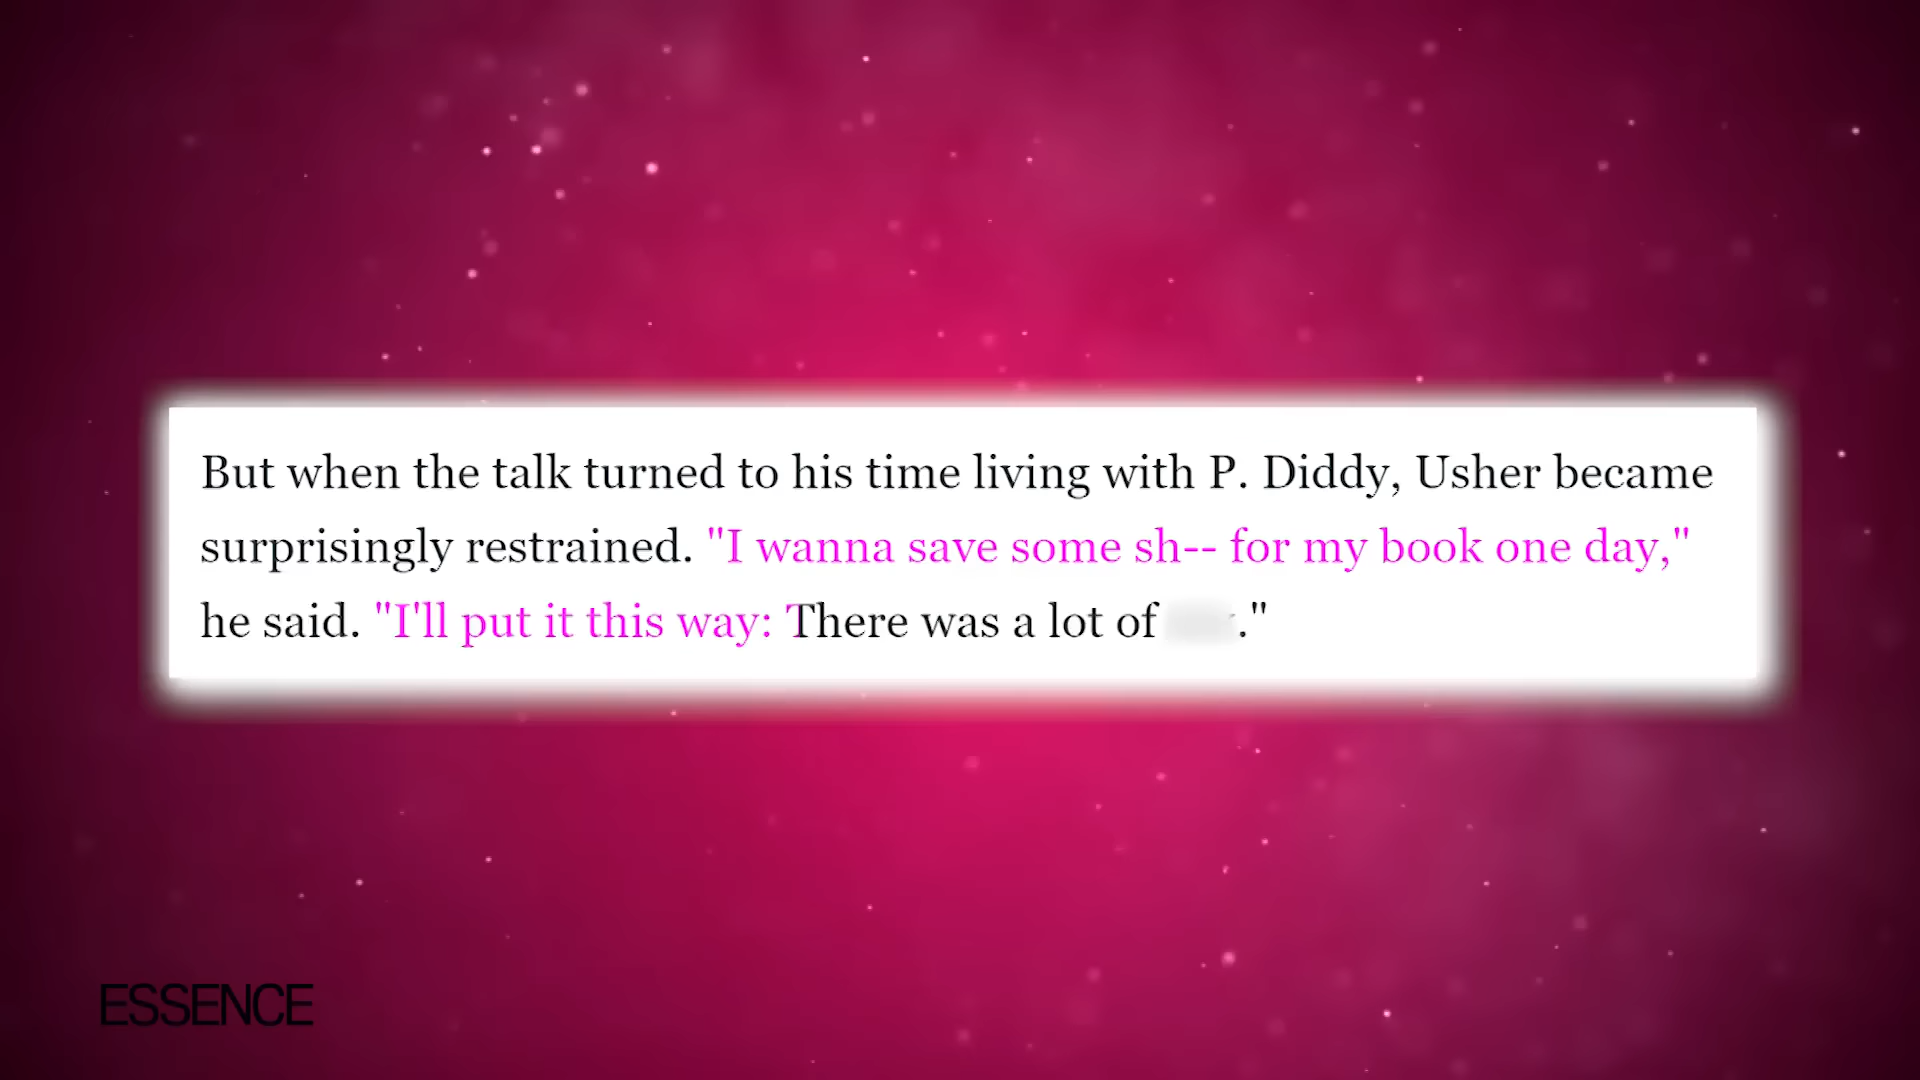 But when the talk turned to his time living with P. Diddy, Usher became
surprisingly restrained. "I wanna save some sh-- for my book one day,"
he said. "I'll put it this way: There was a lot of ."
ESSENCE